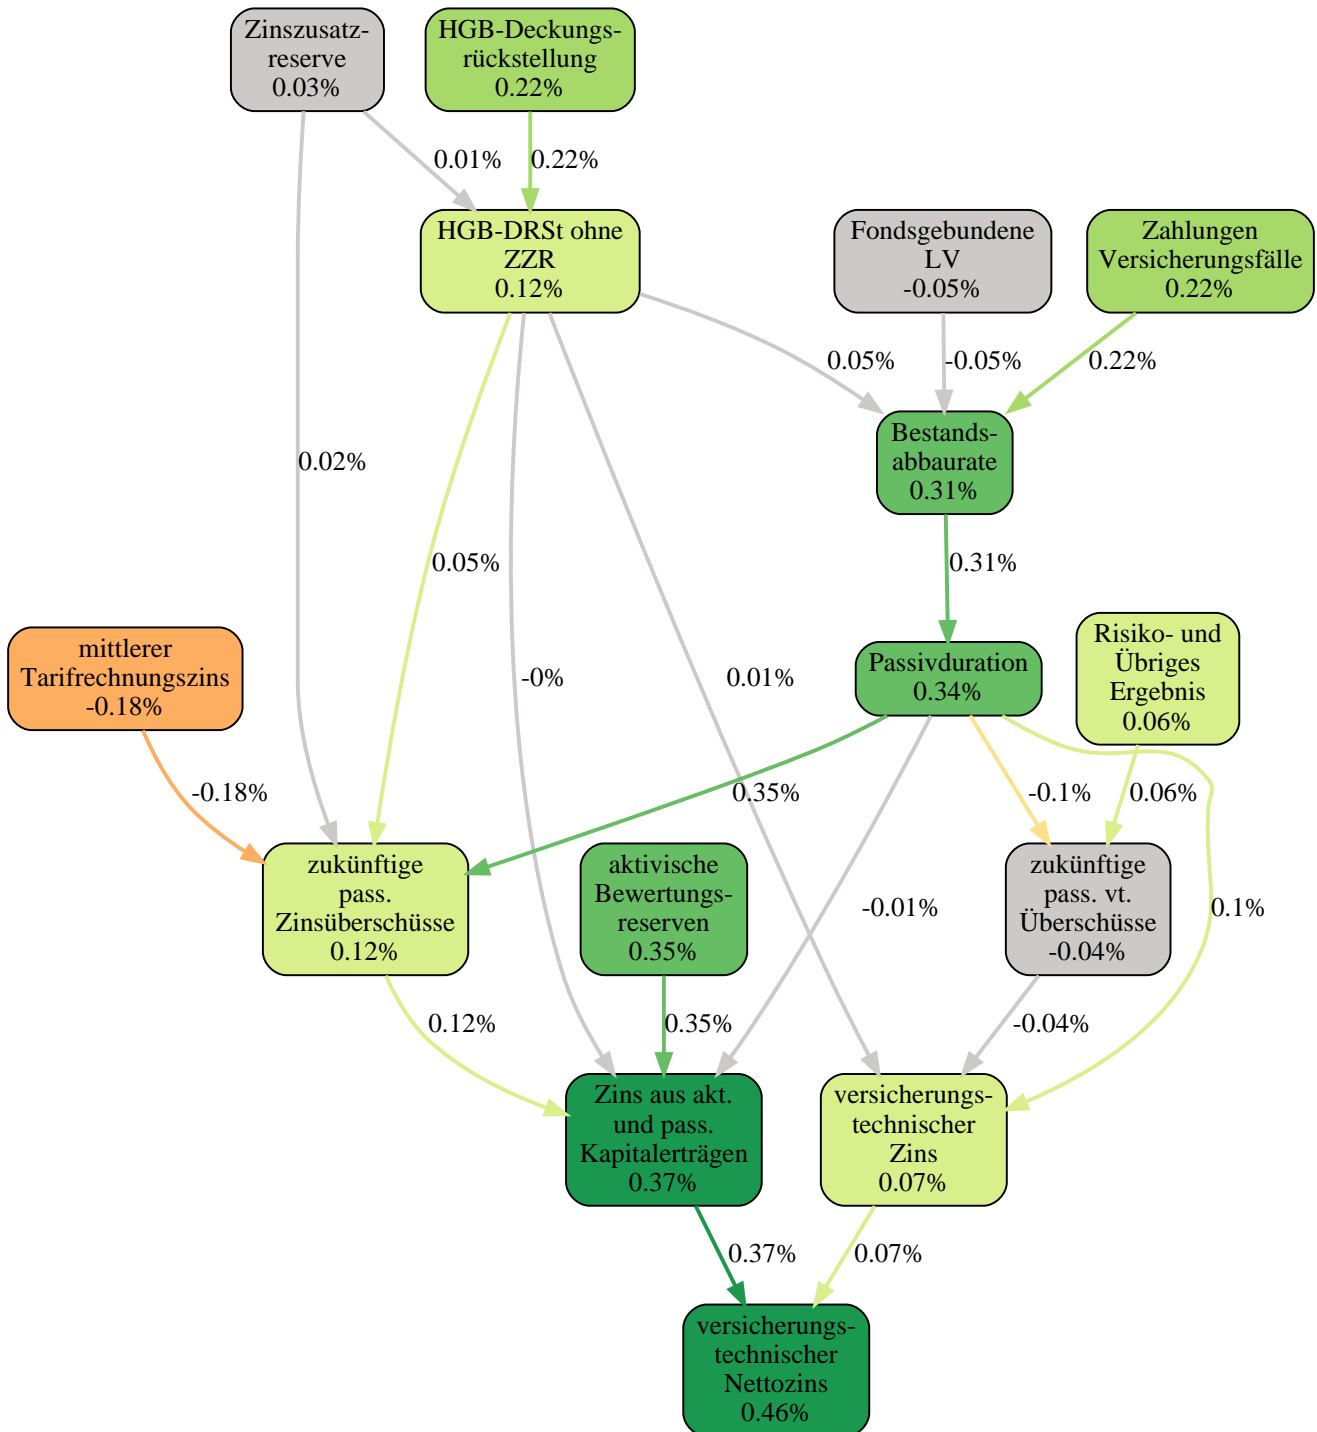 Zinszusatz-
reserve
0.03%
HGB-Deckungs-
rückstellung
0.22%
0.01%
0.22%
HGB-DRSt ohne
ZZR
0.12%
Fondsgebundene
LV
-0.05%
Zahlungen
Versicherungsfälle
0.22%
0.05%
-0.05%
0.22%
Bestands-
abbaurate
0.31%
0.02%
0.05%
0.31%
mittlerer
Tarifrechnungszins
-0.18%
-0%
0.01%
Passivduration
0.34%
Risiko- und
Übriges
Ergebnis
0.06%
-0.18%
0.35%
-0.1%
0.06%
zukünftige
pass.
Zinsüberschüsse
0.12%
aktivische
Bewertungs-
reserven
0.35%
-0.01%
zukünftige
pass. vt.
Überschüsse
-0.04%
0.1%
0.12%
0.35%
-0.04%
Zins aus akt.
und pass.
Kapitalerträgen
0.37%
versicherungs-
technischer
Zins
0.07%
0.37%
0.07%
versicherungs-
technischer
Nettozins
0.46%